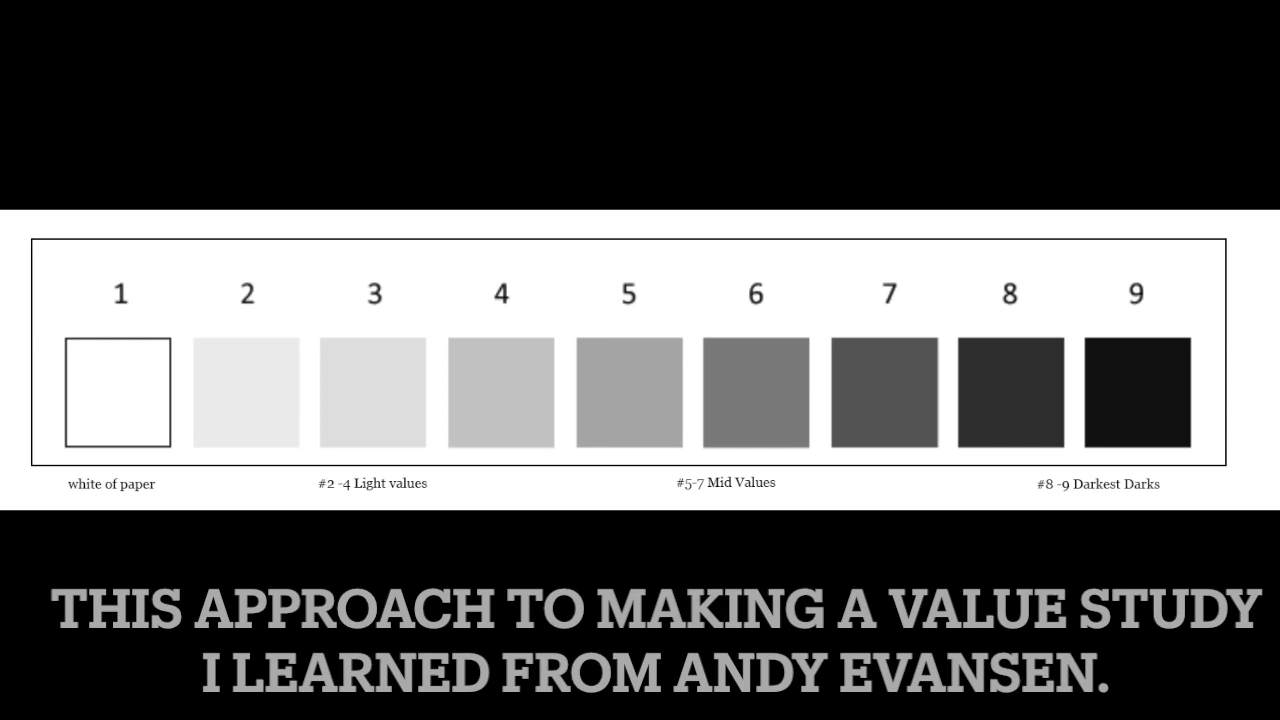 1 2 3 4 5 6 7 8 9
white of paper #2 -4 Light values #5-7 Mid Values #8 -9 Darkest Darks
THIS APPROACH TO MAKING A VALUE STUDY
I LEARNED FROM ANDY EVANSEN.